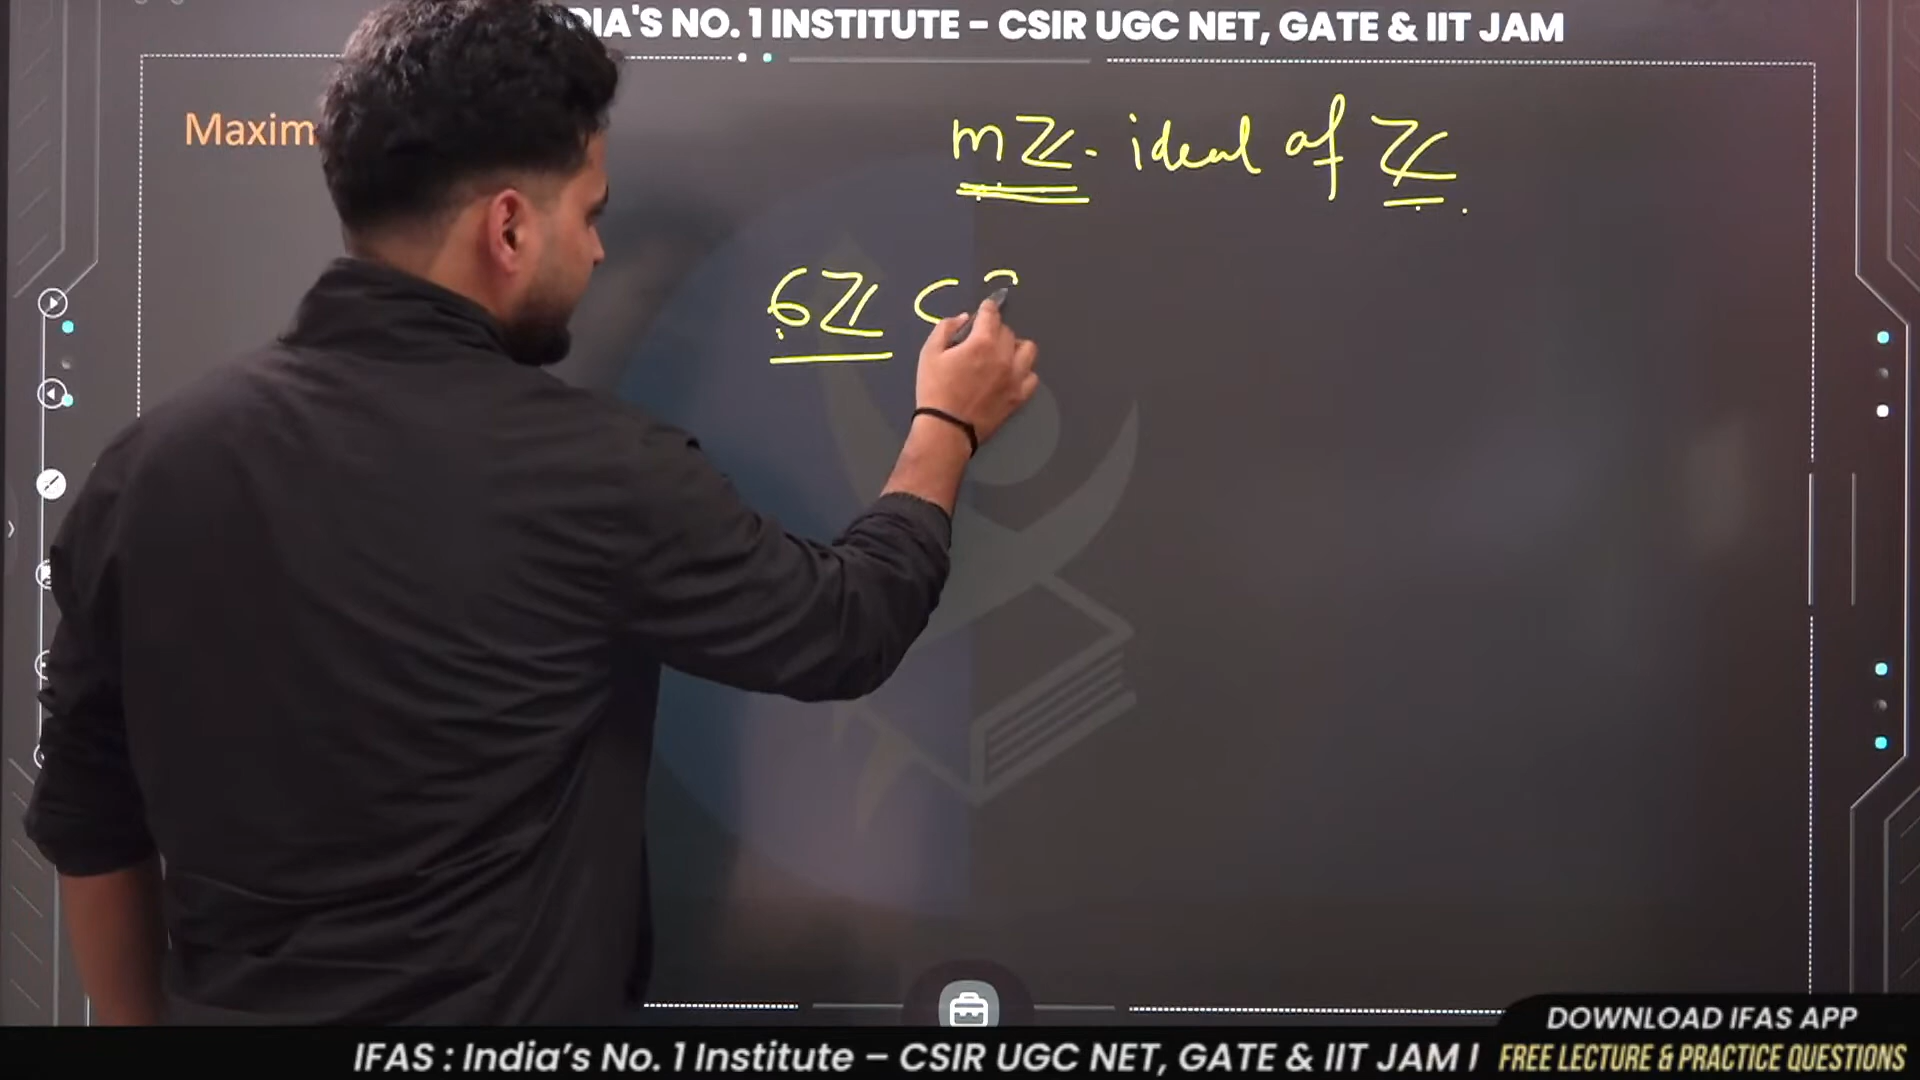 INDIA'S NO. 1 INSTITUTE – CSIR UGC NET, GATE & IIT JAM
Maxim
mℤ - ideal of ℤ.
6ℤ ⊂
DOWNLOAD IFAS APP
IFAS : India's No. 1 Institute – CSIR UGC NET, GATE & IIT JAM I
FREE LECTURE & PRACTICE QUESTIONS